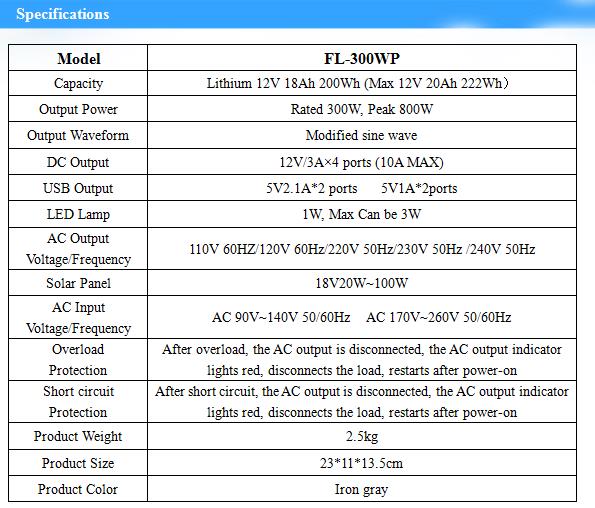 Specifications
Model FL-300WP
Capacity Lithium 12V 18Ah 200Wh (Max 12V 20Ah 222Wh)
Output Power Rated 300W, Peak 800W
Output Waveform Modified sine wave
DC Output 12V/3A×4 ports (10A MAX)
USB Output 5V2.1A*2 ports 5V1A*2ports
LED Lamp 1W, Max Can be 3W
AC Output
Voltage/Frequency
110V 60HZ/120V 60Hz/220V 50Hz/230V 50Hz /240V 50Hz
Solar Panel 18V20W~100W
AC Input
Voltage/Frequency
AC 90V~140V 50/60Hz AC 170V~260V 50/60Hz
Overload
Protection
After overload, the AC output is disconnected, the AC output indicator
lights red, disconnects the load, restarts after power-on
Short circuit
Protection
After short circuit, the AC output is disconnected, the AC output indicator
lights red, disconnects the load, restarts after power-on
Product Weight 2.5kg
Product Size 23*11*13.5cm
Product Color Iron gray